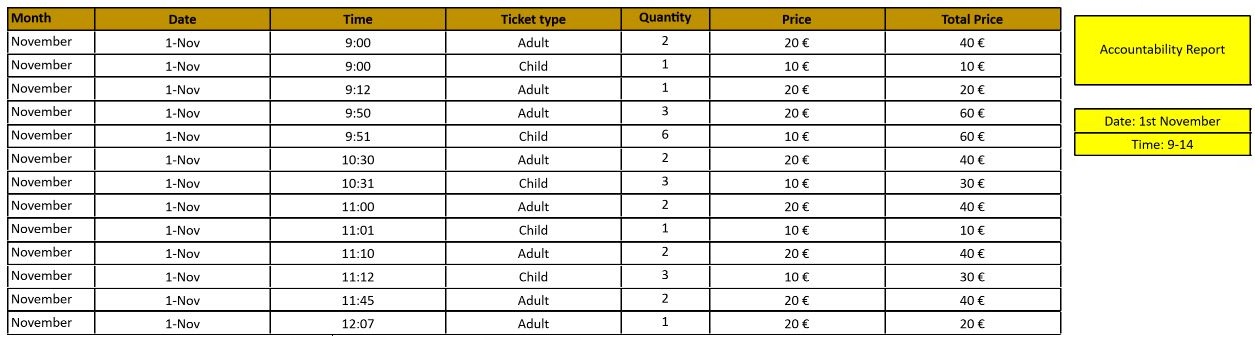 Month Date Time Ticket type Quantity Price Total Price
November 1-Nov 9:00 Adult 2 20 € 40 €
November 1-Nov 9:00 Child 1 10 € 10 €
November 1-Nov 9:12 Adult 1 20 € 20 €
November 1-Nov 9:50 Adult 3 20 € 60 €
November 1-Nov 9:51 Child 6 10 € 60 €
November 1-Nov 10:30 Adult 2 20 € 40 €
November 1-Nov 10:31 Child 3 10 € 30 €
November 1-Nov 11:00 Adult 2 20 € 40 €
November 1-Nov 11:01 Child 1 10 € 10 €
November 1-Nov 11:10 Adult 2 20 € 40 €
November 1-Nov 11:12 Child 3 10 € 30 €
November 1-Nov 11:45 Adult 2 20 € 40 €
November 1-Nov 12:07 Adult 1 20 € 20 €
Accountability Report
Date: 1st November
Time: 9-14